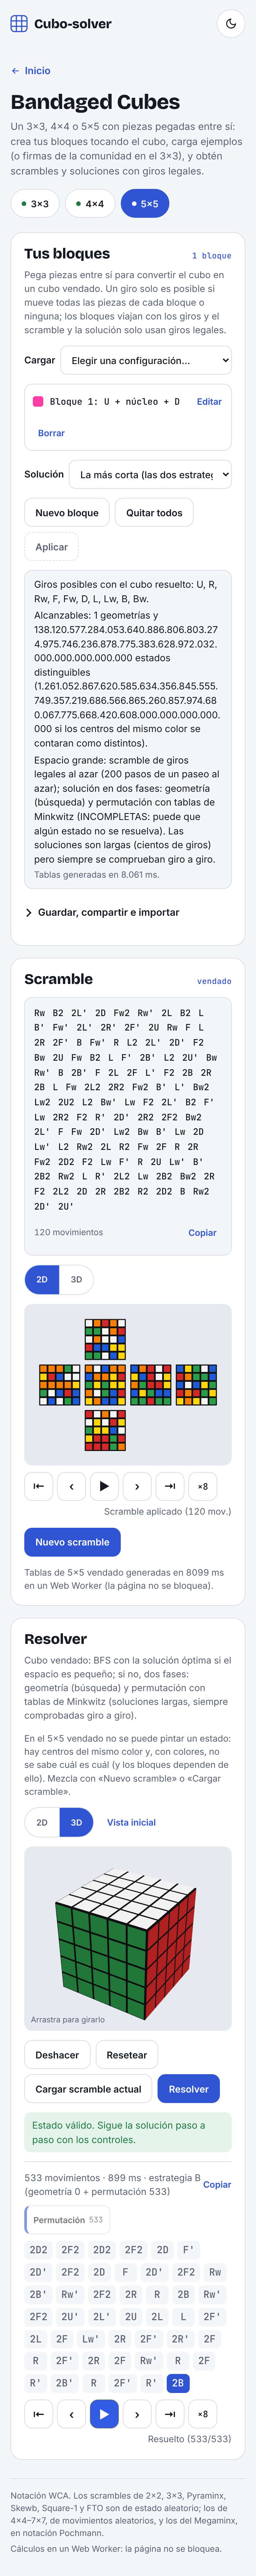 Cubo-solver
← Inicio
Bandaged Cubes
Un 3×3, 4×4 o 5×5 con piezas pegadas entre sí:
crea tus bloques tocando el cubo, carga ejemplos
(o firmas de la comunidad en el 3×3), y obtén
scrambles y soluciones con giros legales.
3×3 4×4 5×5
Tus bloques 1 bloque
Pega piezas entre sí para convertir el cubo en
un cubo vendado. Un giro solo es posible si
mueve todas las piezas de cada bloque o
ninguna; los bloques viajan con los giros y el
scramble y la solución solo usan giros legales.
Cargar Elegir una configuración...
Bloque 1: U + núcleo + D Editar
Borrar
Solución La más corta (las dos estrateg
Nuevo bloque Quitar todos
Aplicar
Giros posibles con el cubo resuelto: U, R,
Rw, F, Fw, D, L, Lw, B, Bw.
Alcanzables: 1 geometrías y
138.120.577.284.053.640.886.806.803.27
4.975.746.236.878.775.383.628.972.032.
000.000.000.000.000 estados
distinguibles
(1.261.052.867.620.585.634.356.845.555.
749.357.219.686.566.865.260.857.974.68
0.067.775.668.420.608.000.000.000.000.
000 si los centros del mismo color se
contaran como distintos).
Espacio grande: scramble de giros
legales al azar (200 pasos de un paseo al
azar); solución en dos fases: geometría
(búsqueda) y permutación con tablas de
Minkwitz (INCOMPLETAS: puede que
algún estado no se resuelva). Las
soluciones son largas (cientos de giros)
pero siempre se comprueban giro a giro.
Tablas generadas en 8.061 ms.
Guardar, compartir e importar
Scramble vendado
Rw B2 2L' 2D Fw2 Rw' 2L B2 L
B' Fw' 2L' 2R' 2F' 2U Rw F L
2R 2F' B Fw' R L2 2L' 2D' F2
Bw 2U Fw B2 L F' 2B' L2 2U' Bw
Rw' B 2B' F 2L 2F L' F2 2B 2R
2B L Fw 2L2 2R2 Fw2 B' L' Bw2
Lw2 2U2 L2 Bw' Lw F2 2L' B2 F'
Lw 2R2 F2 R' 2D' 2R2 2F2 Bw2
2L' F Fw 2D' Lw2 Bw B' Lw 2D
Lw' L2 Rw2 2L R2 Fw 2F R 2R
Fw2 2D2 F2 Lw F' R 2U Lw' B'
2B2 Rw2 L R' 2L2 Lw 2B2 Bw2 2R
F2 2L2 2D 2R 2B2 R2 2D2 B Rw2
2D' 2U'
120 movimientos Copiar
2D 3D
×8
Scramble aplicado (120 mov.)
Nuevo scramble
Tablas de 5×5 vendado generadas en 8099 ms
en un Web Worker (la página no se bloquea).
Resolver
Cubo vendado: BFS con la solución óptima si el
espacio es pequeño; si no, dos fases:
geometría (búsqueda) y permutación con
tablas de Minkwitz (soluciones largas, siempre
comprobadas giro a giro).
En el 5×5 vendado no se puede pintar un estado:
hay centros del mismo color y, con colores, no
se sabe cuál es cuál (y los bloques dependen de
ello). Mezcla con «Nuevo scramble» o «Cargar
scramble».
2D 3D Vista inicial
Arrastra para girarlo
Deshacer Resetear
Cargar scramble actual Resolver
Estado válido. Sigue la solución paso a
paso con los controles.
533 movimientos · 899 ms · estrategia B
(geometría 0 + permutación 533) Copiar
Permutación 533
2D2 2F2 2D2 2F2 2D F'
2D' 2F2 2D F 2D' 2F2 Rw
2B' Rw' 2F2 2R R 2B Rw'
2F2 2U' 2L' 2U 2L L 2F'
2L 2F Lw' 2R 2F' 2R' 2F
R 2F' 2R 2F Rw' R 2F
R' 2B' R 2F' R' 2B
×8
Resuelto (533/533)
Notación WCA. Los scrambles de 2×2, 3×3, Pyraminx,
Skewb, Square-1 y FTO son de estado aleatorio; los de
4×4–7×7, de movimientos aleatorios, y los del Megaminx,
en notación Pochmann.
Cálculos en un Web Worker: la página no se bloquea.